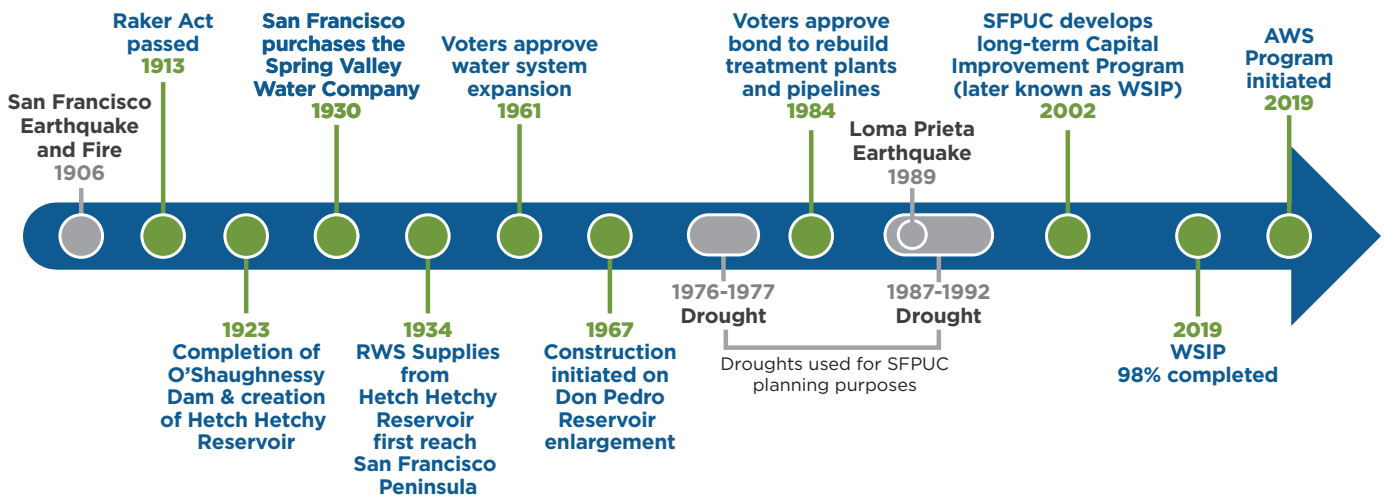 San Francisco
Earthquake
and Fire
1906
Raker Act
passed
1913
1923
Completion of
O'Shaughnessy
Dam & creation
of Hetch Hetchy
Reservoir
San Francisco
purchases the
Spring Valley
Water Company
1930
1934
RWS Supplies
from
Hetch Hetchy
Reservoir
first reach
San Francisco
Peninsula
Voters approve
water system
expansion
1961
1967
Construction
initiated on
Don Pedro
Reservoir
enlargement
1976-1977
Drought
Voters approve
bond to rebuild
treatment plants
and pipelines
1984
Loma Prieta
Earthquake
1989
1987-1992
Drought
Droughts used for SFPUC
planning purposes
SFPUC develops
long-term Capital
Improvement Program
(later known as WSIP)
2002
2019
WSIP
98% completed
AWS
Program
initiated
2019